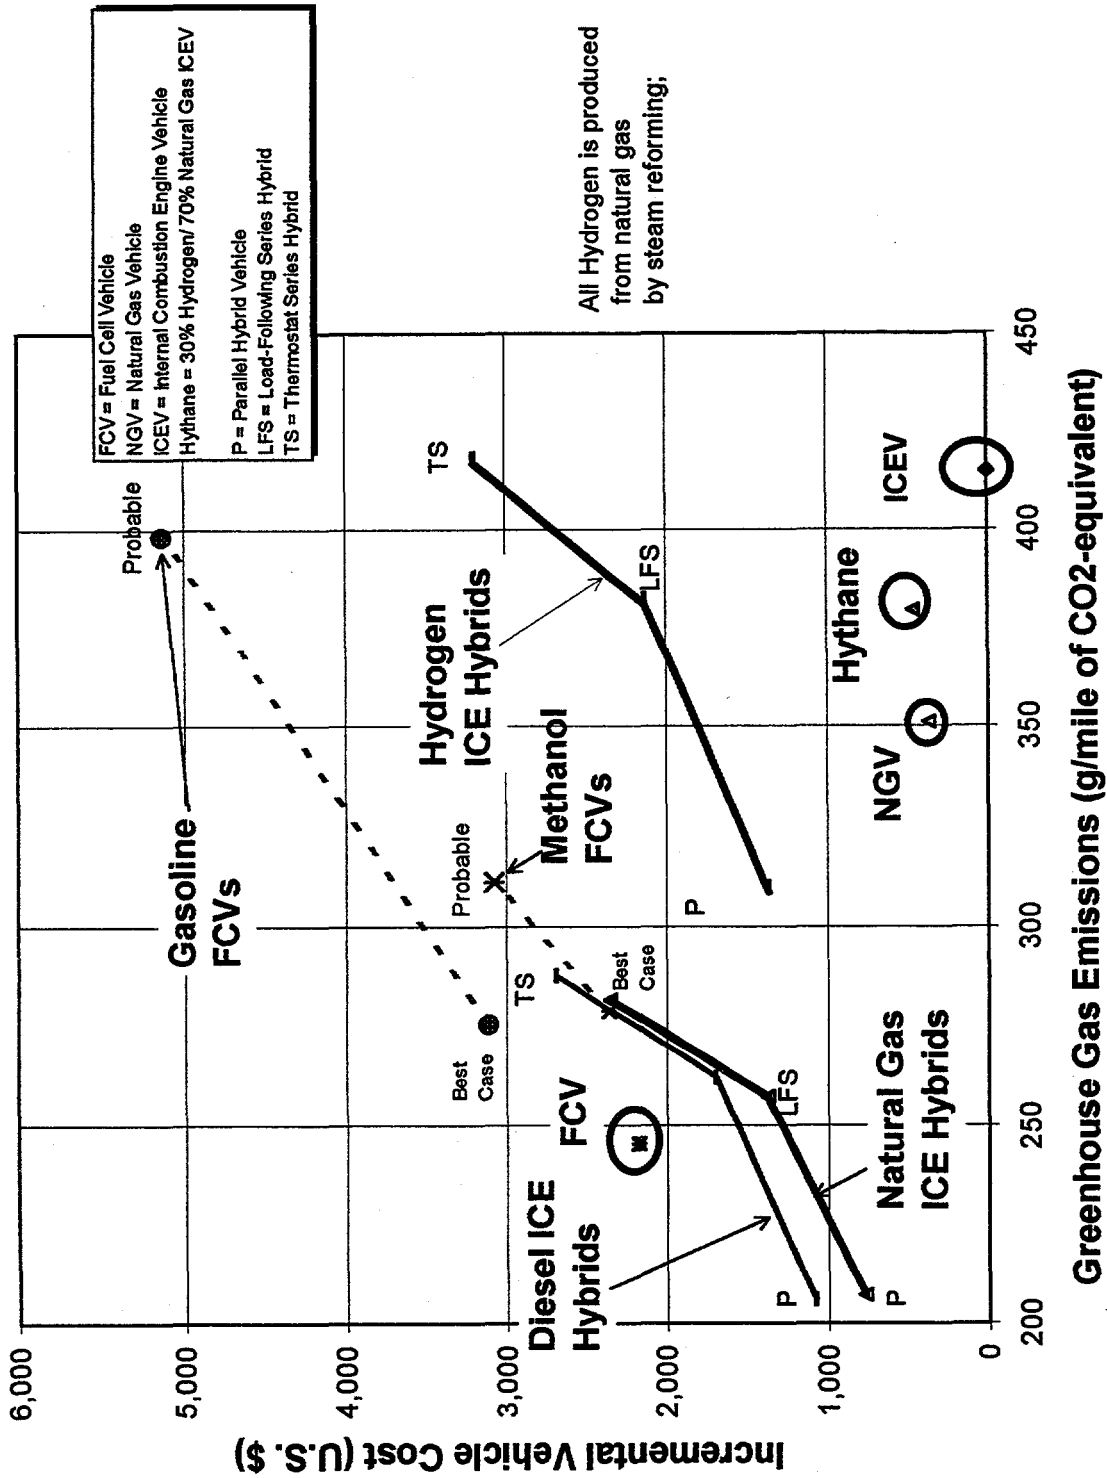 FCV = Fuel Cell Vehicle
NGV = Natural Gas Vehicle
ICEV = Internal Combustion Engine Vehicle
Hythane = 30% Hydrogen/ 70% Natural Gas ICEV
P = Parallel Hybrid Vehicle
LFS = Load-Following Series Hybrid
TS = Thermostat Series Hybrid
Incremental Vehicle Cost (U.S. $)
6,000
5,000
4,000
3,000
2,000
1,000
0
Gasoline
FCVs
Probable
Best
Case
Hydrogen
ICE Hybrids
TS
LFS
P
Methanol
FCVs
Probable
Best
Case
TS
FCV
Diesel ICE
Hybrids
P
LFS
Natural Gas
ICE Hybrids
P
NGV
Hythane
ICEV
All Hydrogen is produced
from natural gas
by steam reforming;
200
250
300
350
400
450
Greenhouse Gas Emissions (g/mile of CO2-equivalent)